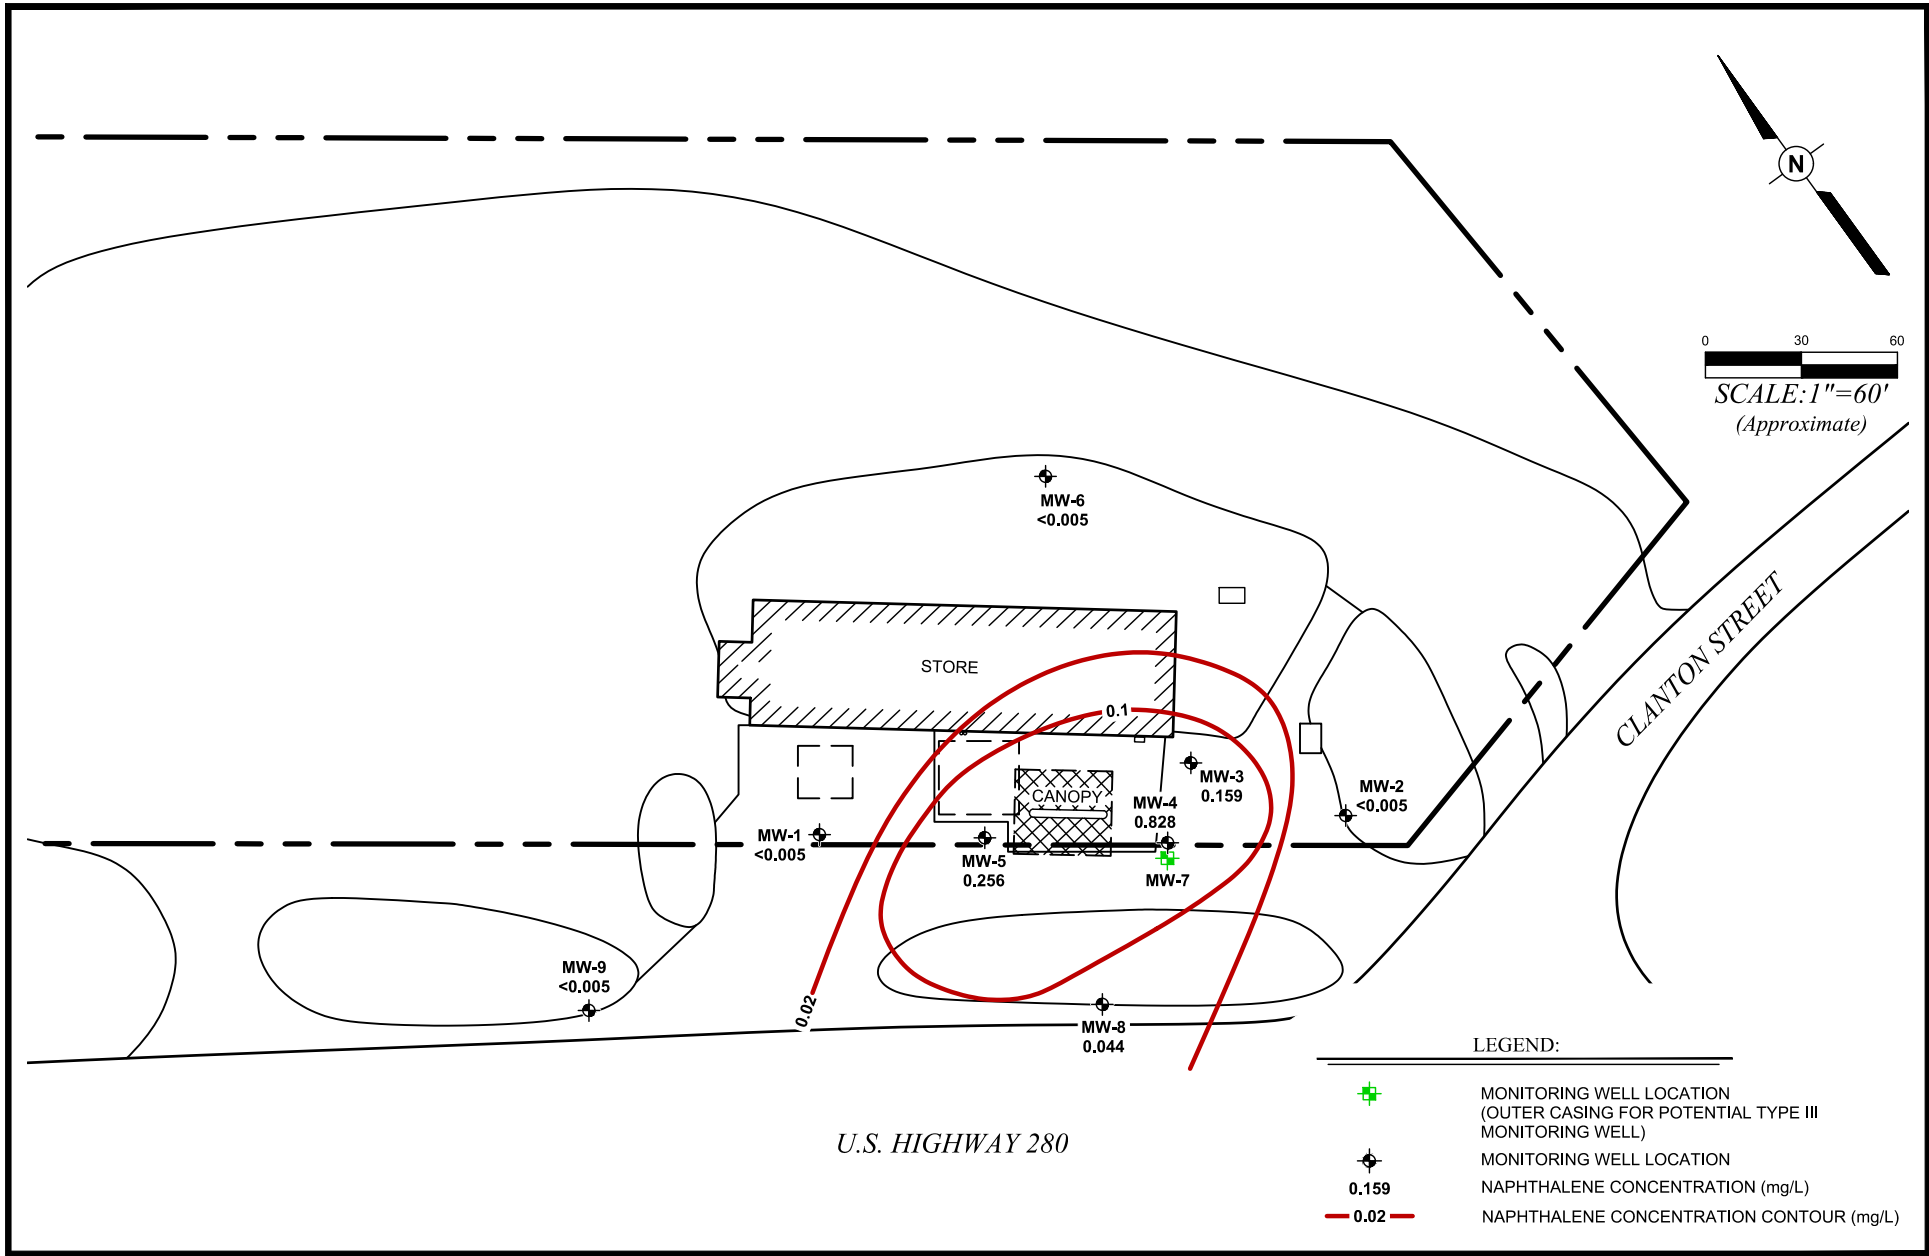 N
0 30 60
SCALE:1"=60'
(Approximate)
MW-6
<0.005
STORE
CLANTON STREET
0.1
MW-3
0.159
CANOPY
MW-4
0.828
MW-2
<0.005
MW-1
<0.005
MW-5
0.256
MW-7
MW-9
<0.005
0.02
MW-8
0.044
U.S. HIGHWAY 280
LEGEND:
MONITORING WELL LOCATION
(OUTER CASING FOR POTENTIAL TYPE III
MONITORING WELL)
MONITORING WELL LOCATION
0.159 NAPHTHALENE CONCENTRATION (mg/L)
0.02 NAPHTHALENE CONCENTRATION CONTOUR (mg/L)